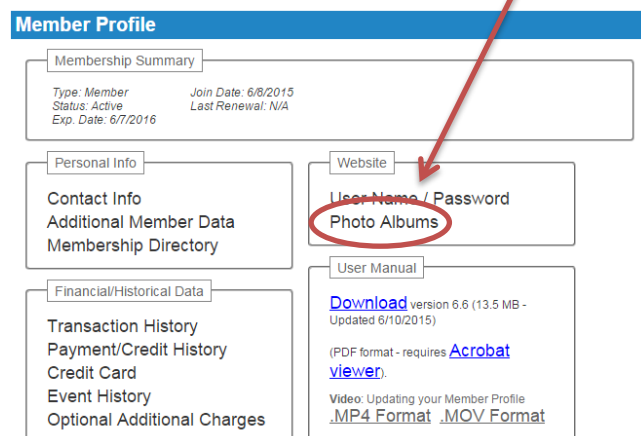 Member Profile
Membership Summary
Type: Member Join Date: 6/8/2015
Status: Active Last Renewal: N/A
Exp. Date: 6/7/2016
Personal Info
Contact Info
Additional Member Data
Membership Directory
Website
User Name / Password
Photo Albums
Financial/Historical Data
Transaction History
Payment/Credit History
Credit Card
Event History
Optional Additional Charges
User Manual
Download version 6.6 (13.5 MB -
Updated 6/10/2015)
(PDF format - requires Acrobat
viewer).
Video: Updating your Member Profile
.MP4 Format .MOV Format